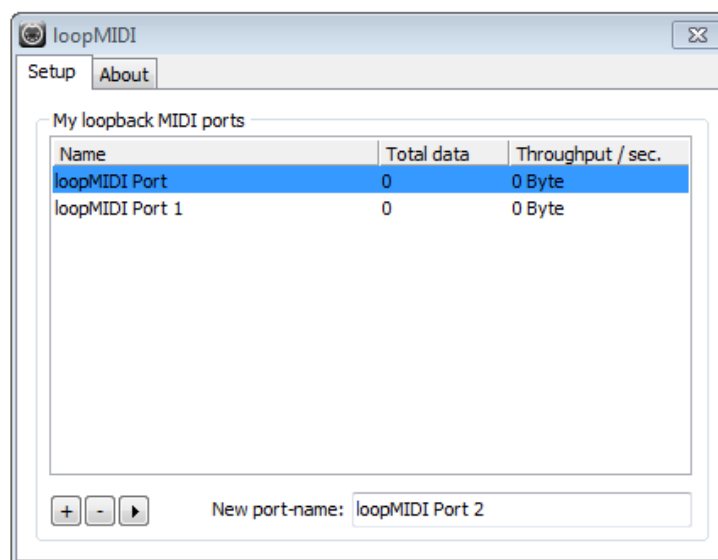 loopMIDI
Setup About
My loopback MIDI ports
Name Total data Throughput / sec.
loopMIDI Port 0 0 Byte
loopMIDI Port 1 0 0 Byte
+ - New port-name: loopMIDI Port 2